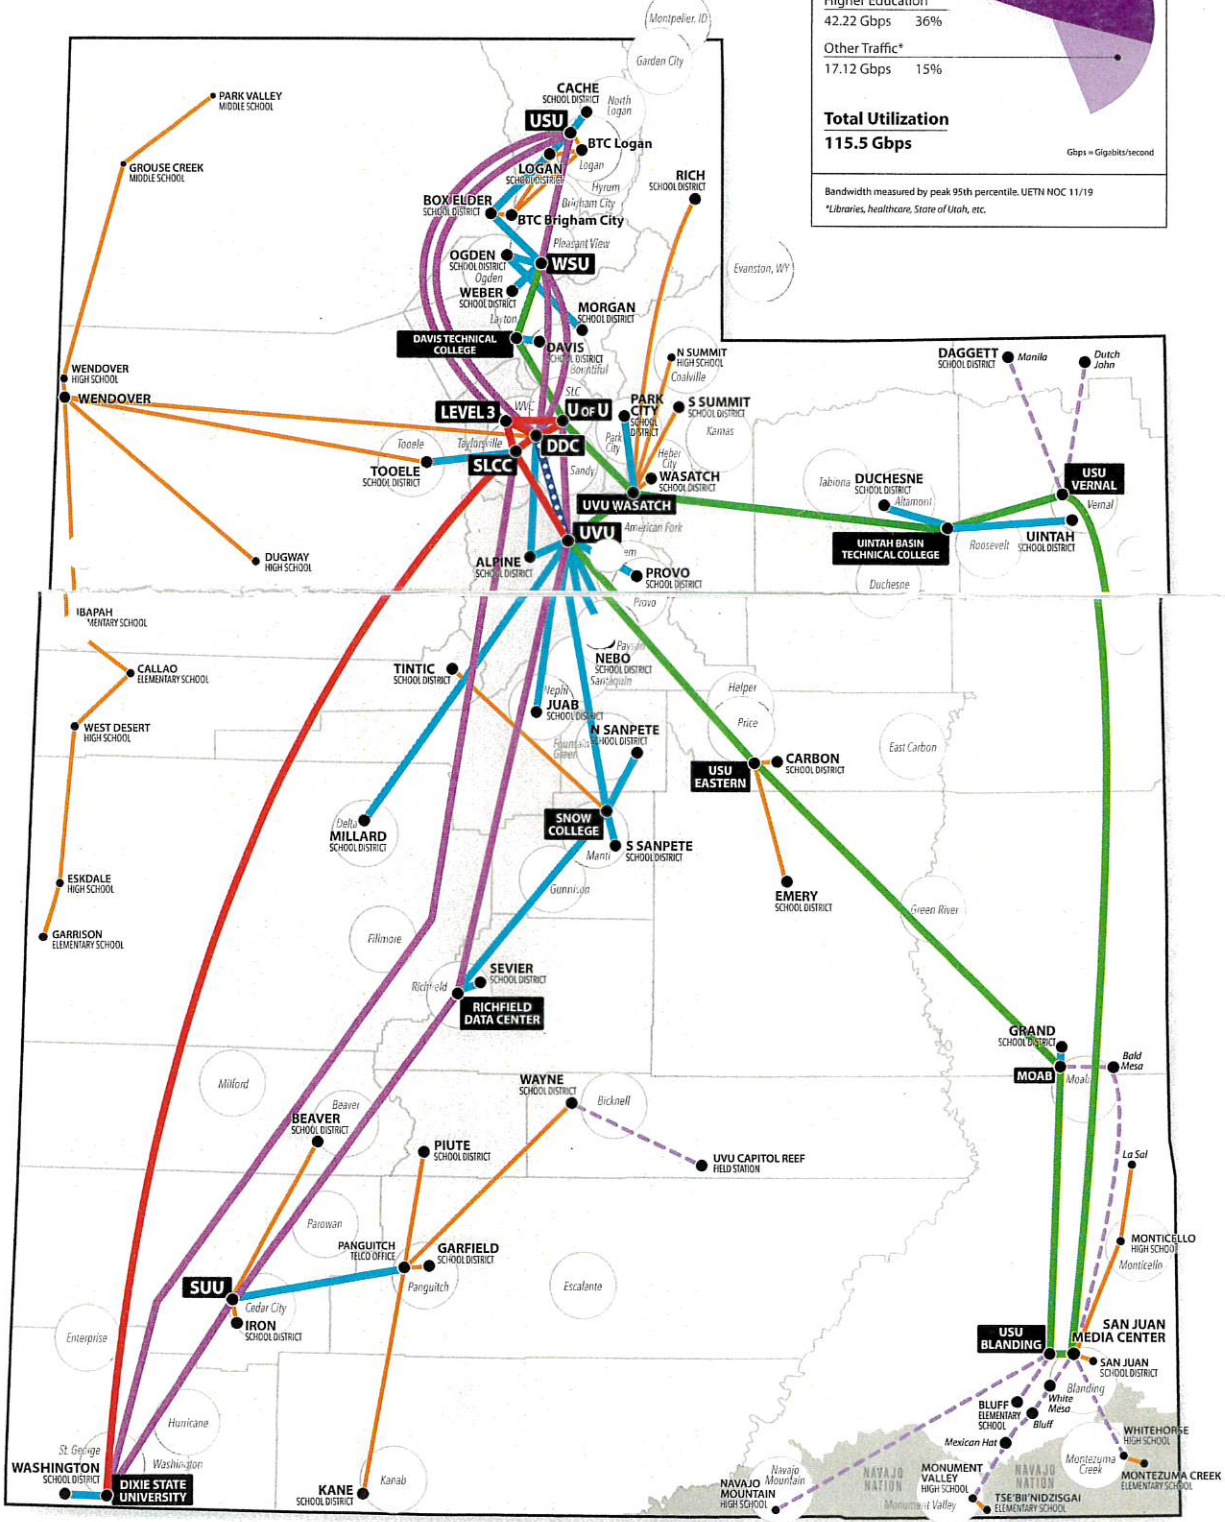 Montpelier, ID
Garden City
Higher Education
42.22 Gbps 36%
Other Traffic*
17.12 Gbps 15%
Total Utilization
115.5 Gbps
Gbps = Gigabits/second
Bandwidth measured by peak 95th percentile. UETN NOC 11/19
*Libraries, healthcare, State of Utah, etc.
PARK VALLEY
MIDDLE SCHOOL
GROUSE CREEK
MIDDLE SCHOOL
CACHE
SCHOOL DISTRICT
North
Logan
USU
BTC Logan
Logan
LOGAN
SCHOOL DISTRICT
Hyrum
RICH
SCHOOL DISTRICT
BOX ELDER
SCHOOL DISTRICT
Brigham City
BTC Brigham City
Pleasant View
OGDEN
SCHOOL DISTRICT
Ogden
WSU
Evanston, WY
WEBER
SCHOOL DISTRICT
MORGAN
SCHOOL DISTRICT
Layton
DAVIS TECHNICAL
COLLEGE
DAVIS
SCHOOL DISTRICT
Bountiful
N SUMMIT
HIGH SCHOOL
Coalville
DAGGETT
SCHOOL DISTRICT
Manila
Dutch
John
WENDOVER
HIGH SCHOOL
WENDOVER
SLC
WVC
LEVEL 3
U OF U
PARK
CITY
SCHOOL
DISTRICT
S SUMMIT
SCHOOL DISTRICT
Kamas
Park
City
Tooele
Taylorsville
DDC
Heber
City
TOOELE
SCHOOL DISTRICT
SLCC
Sandy
WASATCH
SCHOOL DISTRICT
UVU WASATCH
Tabiona
DUCHESNE
SCHOOL DISTRICT
Altamont
USU
VERNAL
Vernal
American Fork
UVU
UINTAH BASIN
TECHNICAL COLLEGE
Roosevelt
UINTAH
SCHOOL DISTRICT
DUGWAY
HIGH SCHOOL
ALPINE
SCHOOL DISTRICT
em
PROVO
SCHOOL DISTRICT
Duchesne
Provo
IBAPAH
MENTARY SCHOOL
CALLAO
ELEMENTARY SCHOOL
TINTIC
SCHOOL DISTRICT
Payson
NEBO
SCHOOL DISTRICT
Santaquin
Nephi
JUAB
SCHOOL DISTRICT
Helper
Price
WEST DESERT
HIGH SCHOOL
Fountain
Green
N SANPETE
SCHOOL DISTRICT
East Carbon
USU
EASTERN
CARBON
SCHOOL DISTRICT
Delta
MILLARD
SCHOOL DISTRICT
SNOW
COLLEGE
Manti
S SANPETE
SCHOOL DISTRICT
ESKDALE
HIGH SCHOOL
Gunnison
EMERY
SCHOOL DISTRICT
Green River
GARRISON
ELEMENTARY SCHOOL
Fillmore
SEVIER
SCHOOL DISTRICT
Richfield
RICHFIELD
DATA CENTER
GRAND
SCHOOL DISTRICT
MOAB
Moab
Bald
Mesa
Milford
WAYNE
SCHOOL DISTRICT
Bicknell
Beaver
BEAVER
SCHOOL DISTRICT
PIUTE
SCHOOL DISTRICT
UVU CAPITOL REEF
FIELD STATION
La Sal
Parowan
PANGUITCH
TELCO OFFICE
GARFIELD
SCHOOL DISTRICT
Panguitch
Escalante
MONTICELLO
HIGH SCHOOL
Monticello
SUU
Cedar City
IRON
SCHOOL DISTRICT
Enterprise
USU
BLANDING
SAN JUAN
MEDIA CENTER
SAN JUAN
SCHOOL DISTRICT
Blanding
White
Mesa
BLUFF
ELEMENTARY
SCHOOL
Bluff
Hurricane
St. George
WASHINGTON
SCHOOL DISTRICT
Washington
DIXIE STATE
UNIVERSITY
KANE
SCHOOL DISTRICT
Kanab
Mexican Hat
WHITEHORSE
HIGH SCHOOL
Montezuma
Creek
MONTEZUMA CREEK
ELEMENTARY SCHOOL
Navajo
Mountain
NAVAJO
MOUNTAIN
HIGH SCHOOL
NAVAJO
NATION
MONUMENT
VALLEY
HIGH SCHOOL
Monument Valley
NAVAJO
NATION
TSE'BII'NIDZISGAI
ELEMENTARY SCHOOL